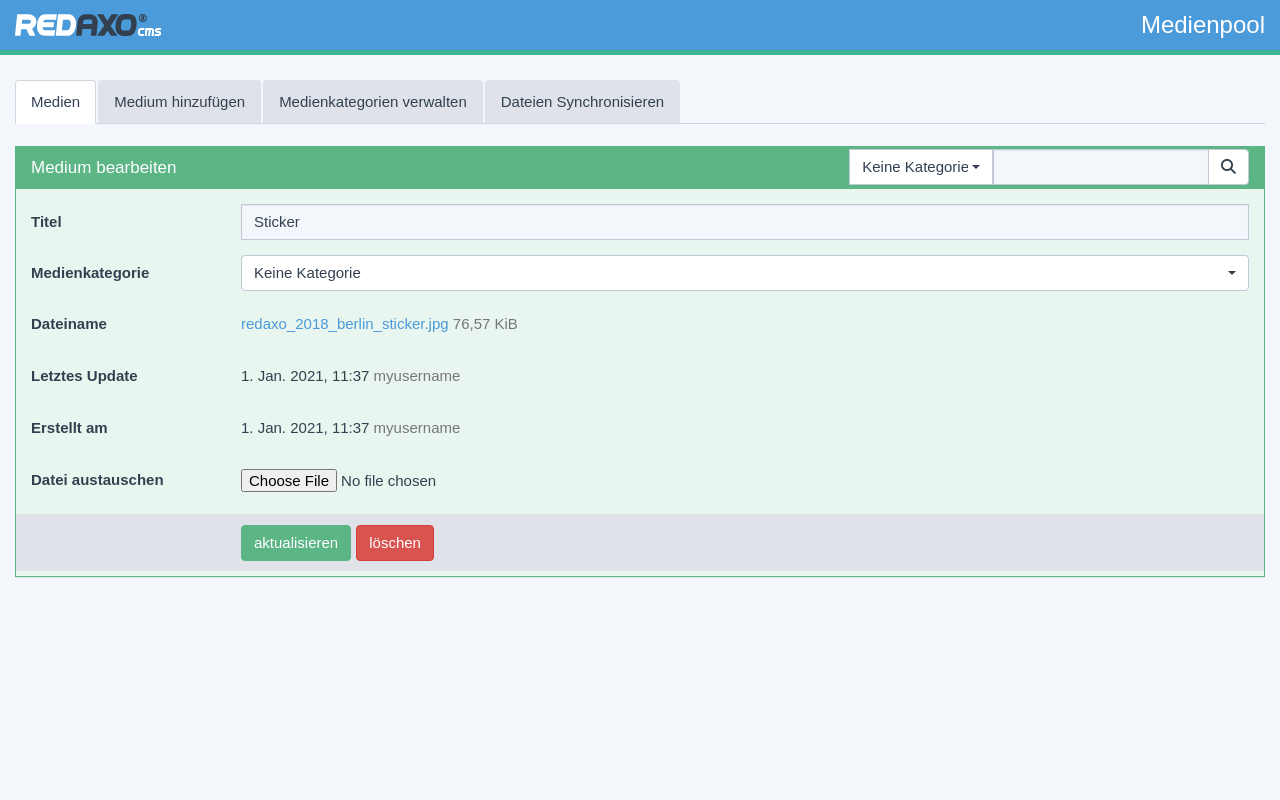 REDAXO® cms
Medienpool
Medien Medium hinzufügen Medienkategorien verwalten Dateien Synchronisieren
Medium bearbeiten Keine Kategorie
Titel Sticker
Medienkategorie Keine Kategorie
Dateiname redaxo_2018_berlin_sticker.jpg 76,57 KiB
Letztes Update 1. Jan. 2021, 11:37 myusername
Erstellt am 1. Jan. 2021, 11:37 myusername
Datei austauschen Choose File No file chosen
aktualisieren löschen